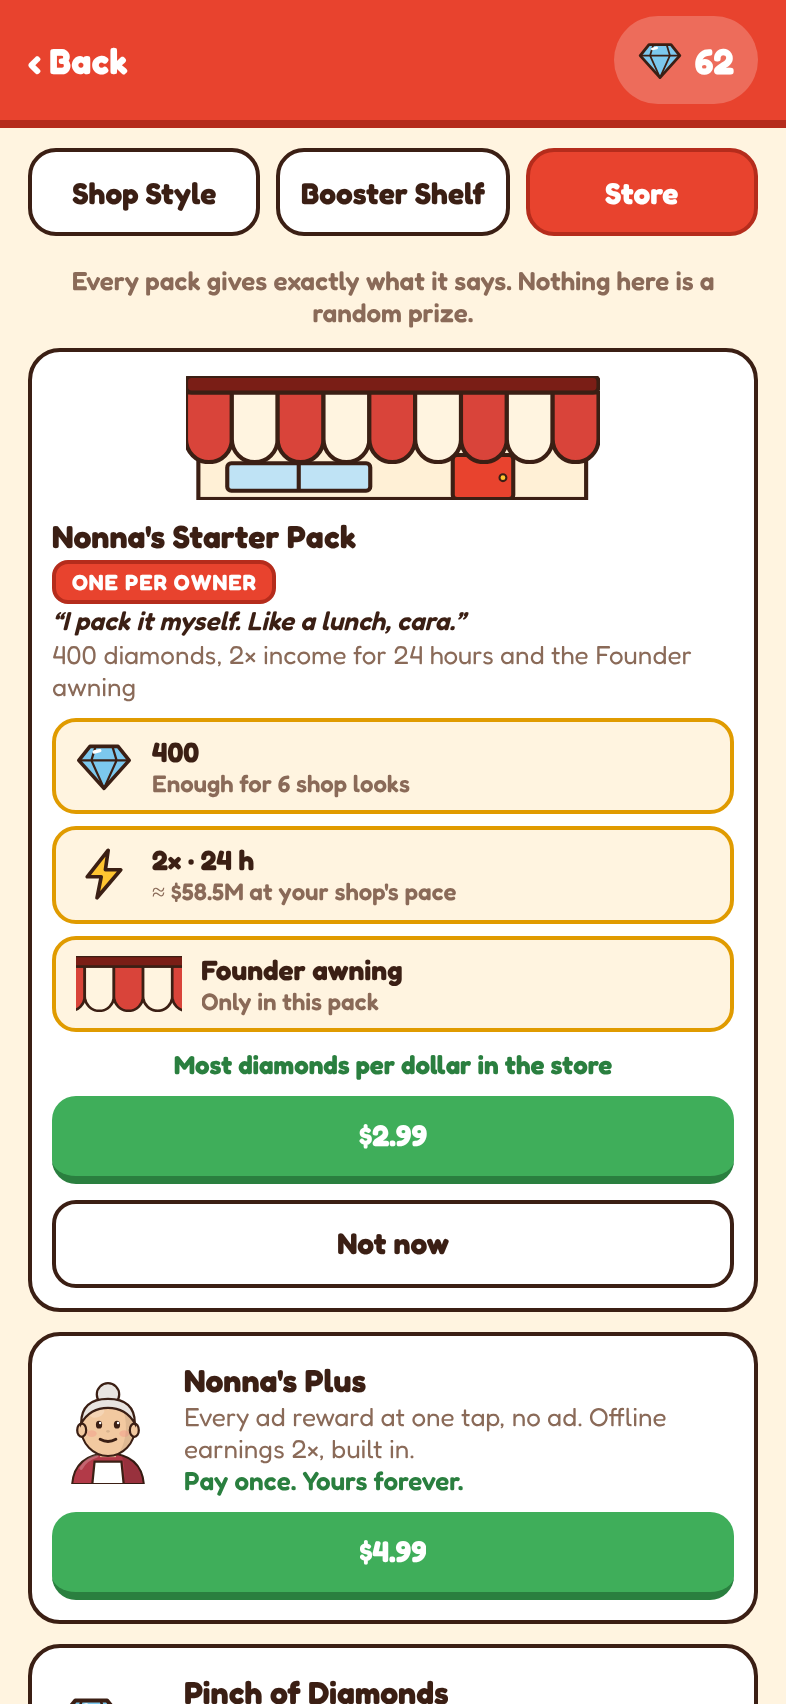 ‹ Back
62
Shop Style
Booster Shelf
Store
Every pack gives exactly what it says. Nothing here is a
random prize.
Nonna's Starter Pack
ONE PER OWNER
“I pack it myself. Like a lunch, cara.”
400 diamonds, 2× income for 24 hours and the Founder
awning
400
Enough for 6 shop looks
2× · 24 h
≈ $58.5M at your shop's pace
Founder awning
Only in this pack
Most diamonds per dollar in the store
$2.99
Not now
Nonna's Plus
Every ad reward at one tap, no ad. Offline
earnings 2×, built in.
Pay once. Yours forever.
$4.99
Pinch of Diamonds